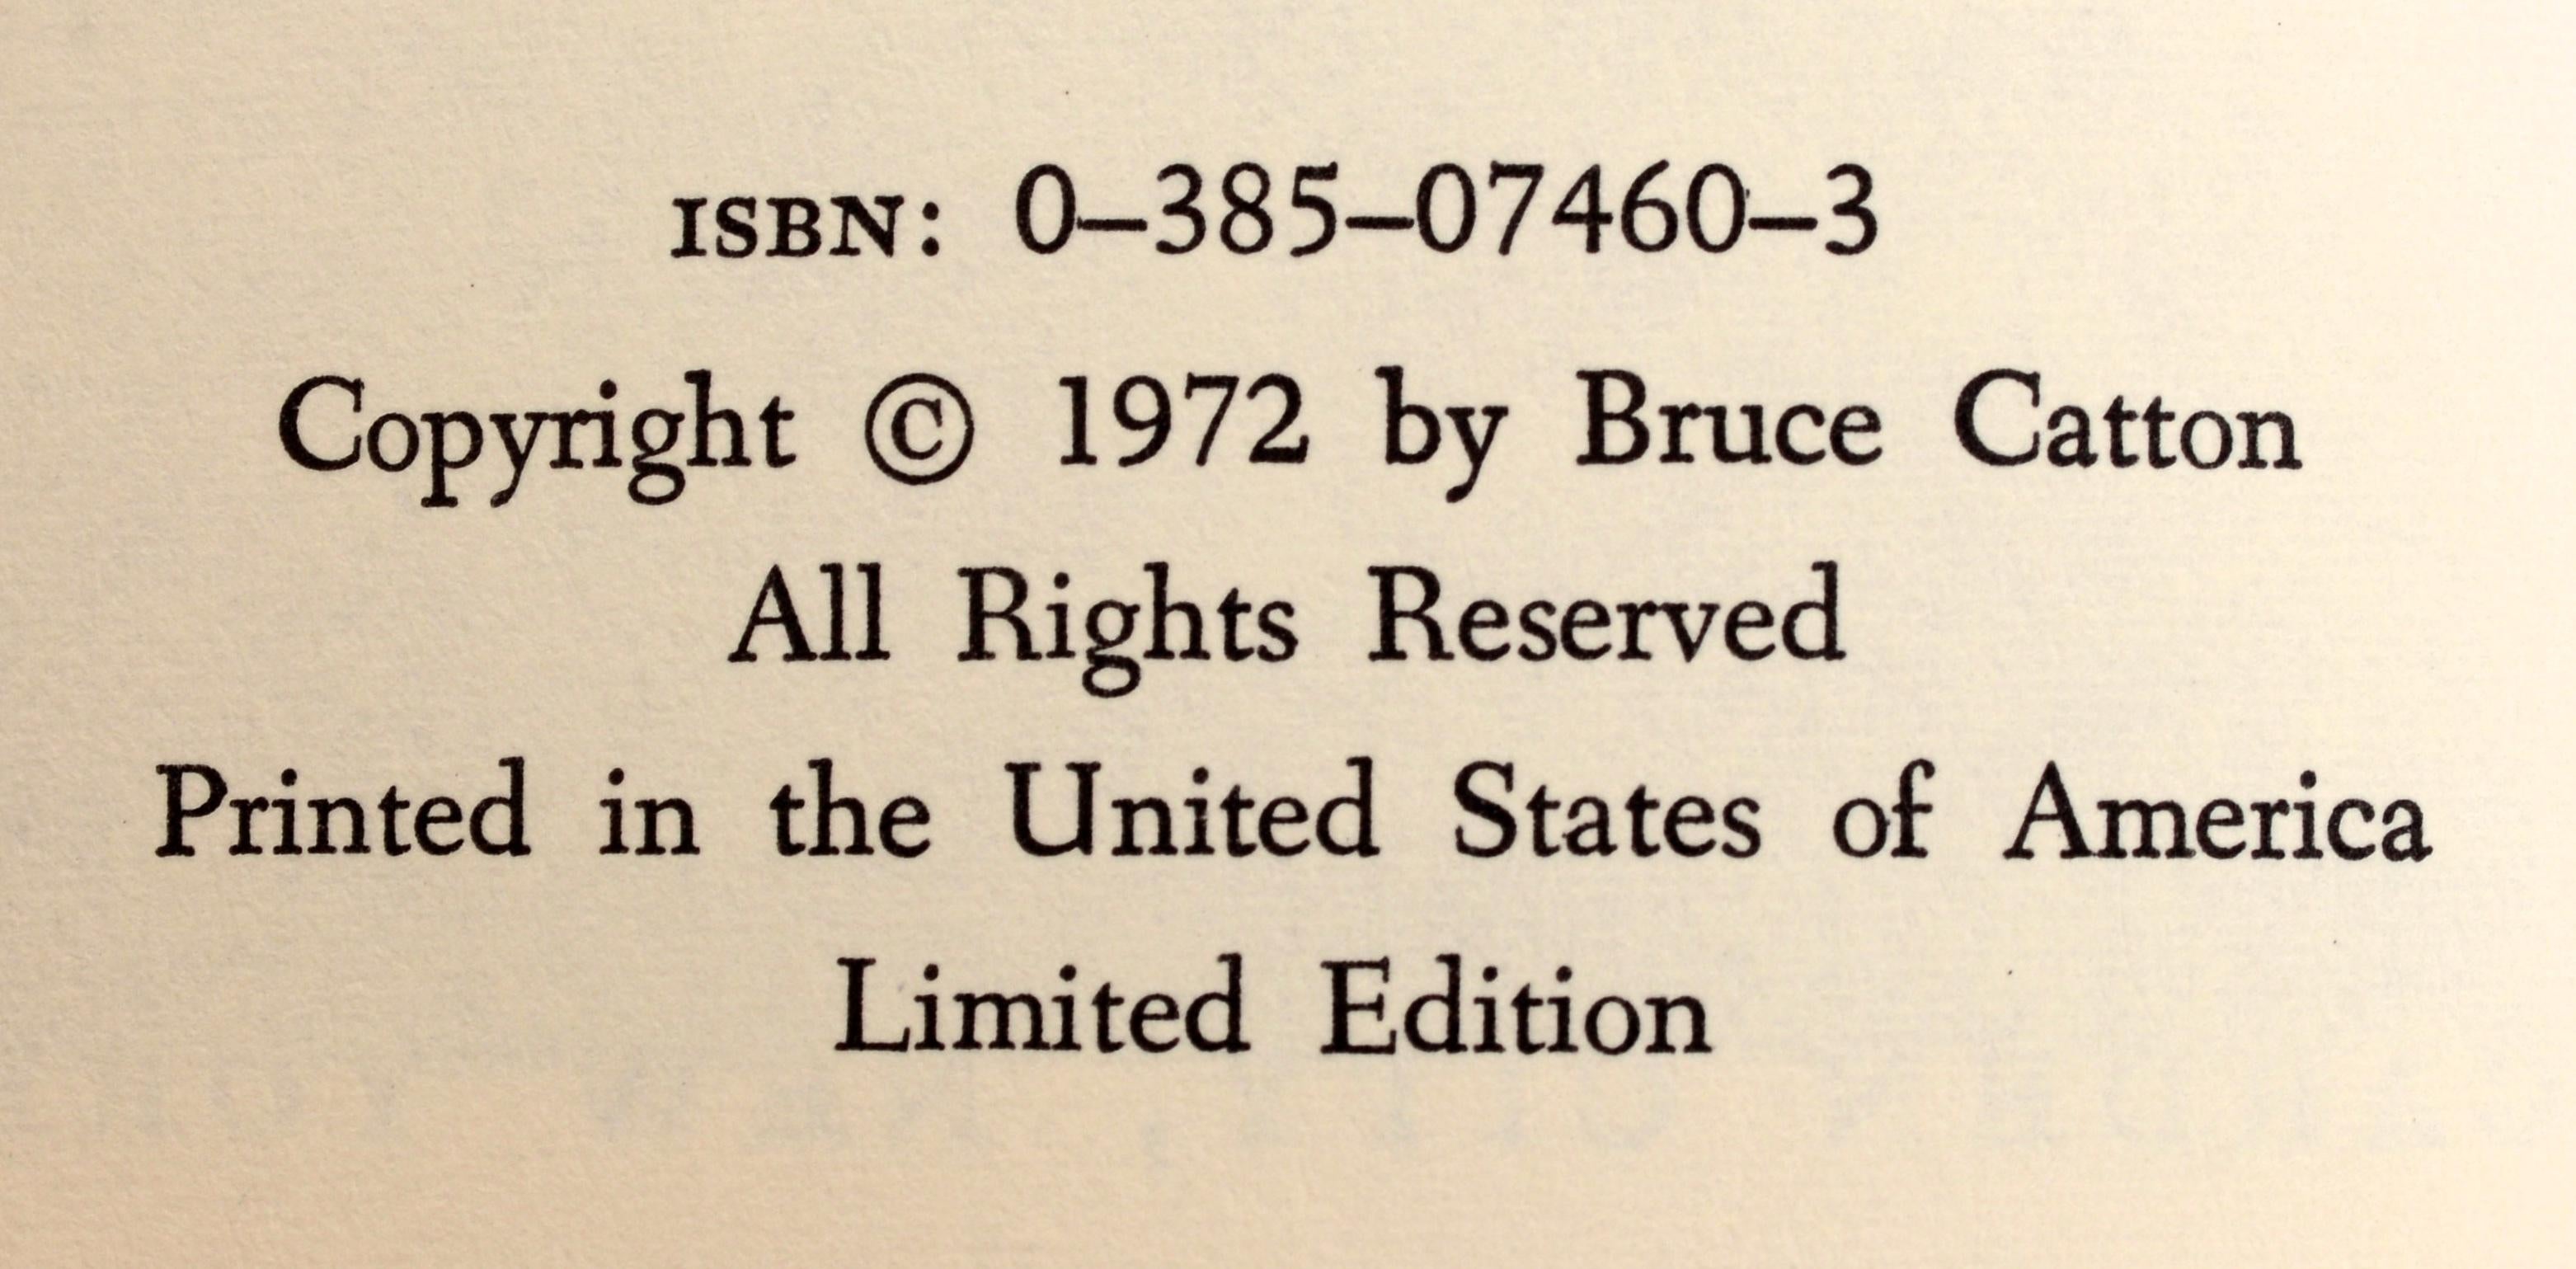 ISBN: 0–385–07460–3
Copyright © 1972 by Bruce Catton
All Rights Reserved
Printed in the United States of America
Limited Edition